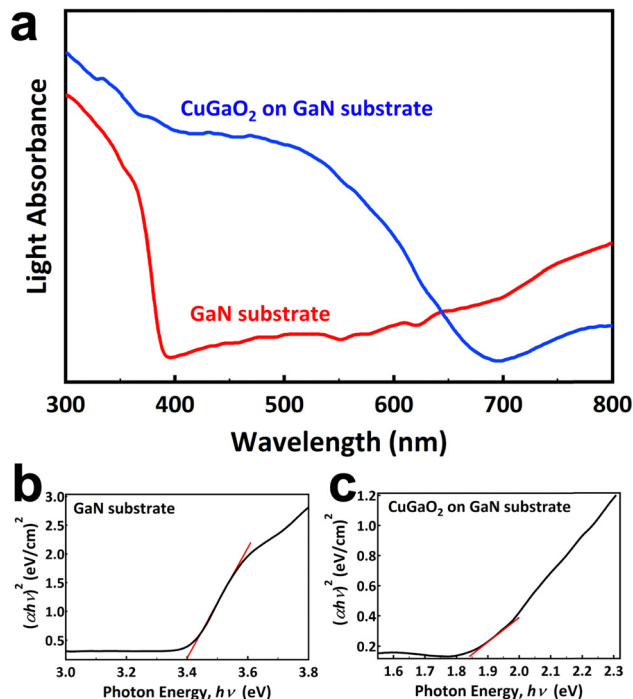 a
Light Absorbance
CuGaO₂ on GaN substrate
GaN substrate
300 400 500 600 700 800
Wavelength (nm)
b
GaN substrate
(αhν)² (eV/cm)²
3.0
2.5
2.0
1.5
1.0
0.5
3.0 3.2 3.4 3.6 3.8
Photon Energy, hν (eV)
c
CuGaO₂ on GaN substrate
(αhν)² (eV/cm)²
1.2
1.0
0.8
0.6
0.4
0.2
1.6 1.7 1.8 1.9 2.0 2.1 2.2 2.3
Photon Energy, hν (eV)